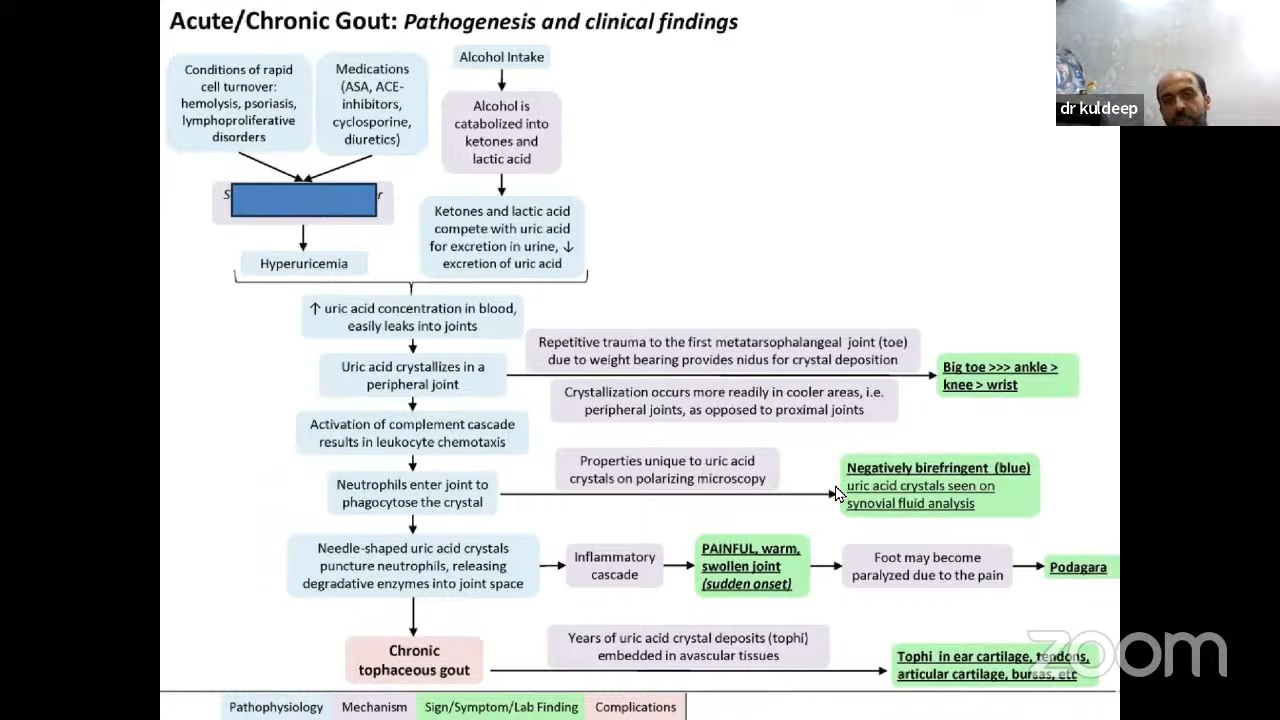 Acute/Chronic Gout: Pathogenesis and clinical findings
Conditions of rapid
cell turnover:
hemolysis, psoriasis,
lymphoproliferative
disorders
Medications
(ASA, ACE-
inhibitors,
cyclosporine,
diuretics)
Alcohol Intake
Alcohol is
catabolized into
ketones and
lactic acid
S r
Ketones and lactic acid
compete with uric acid
for excretion in urine, ↓
excretion of uric acid
Hyperuricemia
↑ uric acid concentration in blood,
easily leaks into joints
Repetitive trauma to the first metatarsophalangeal joint (toe)
due to weight bearing provides nidus for crystal deposition
Uric acid crystallizes in a
peripheral joint
Big toe >>> ankle >
knee > wrist
Crystallization occurs more readily in cooler areas, i.e.
peripheral joints, as opposed to proximal joints
Activation of complement cascade
results in leukocyte chemotaxis
Properties unique to uric acid
crystals on polarizing microscopy
Neutrophils enter joint to
phagocytose the crystal
Negatively birefringent (blue)
uric acid crystals seen on
synovial fluid analysis
Needle-shaped uric acid crystals
puncture neutrophils, releasing
degradative enzymes into joint space
Inflammatory
cascade
PAINFUL, warm,
swollen joint
(sudden onset)
Foot may become
paralyzed due to the pain
Podagara
Chronic
tophaceous gout
Years of uric acid crystal deposits (tophi)
embedded in avascular tissues
Tophi in ear cartilage, tendons,
articular cartilage, bursas, etc
Pathophysiology
Mechanism
Sign/Symptom/Lab Finding
Complications
dr kuldeep
zoom